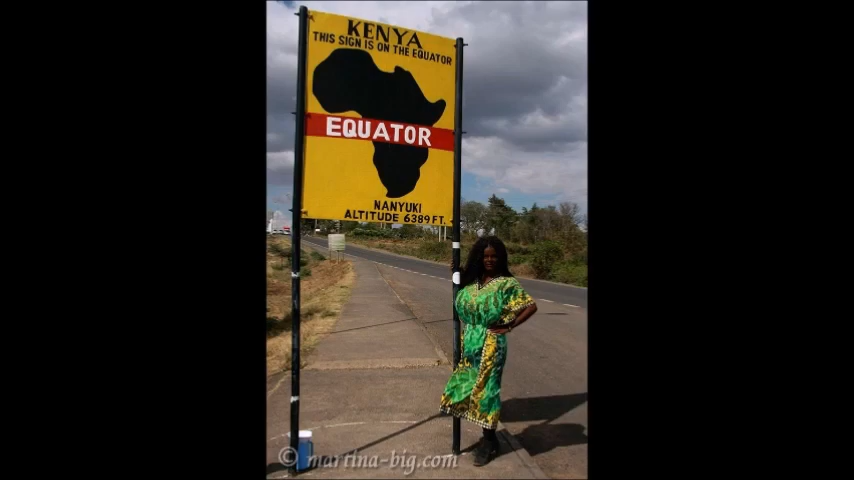 KENYA
THIS SIGN IS ON THE EQUATOR
EQUATOR
NANYUKI
ALTITUDE 6389 FT.
© martina-big.com